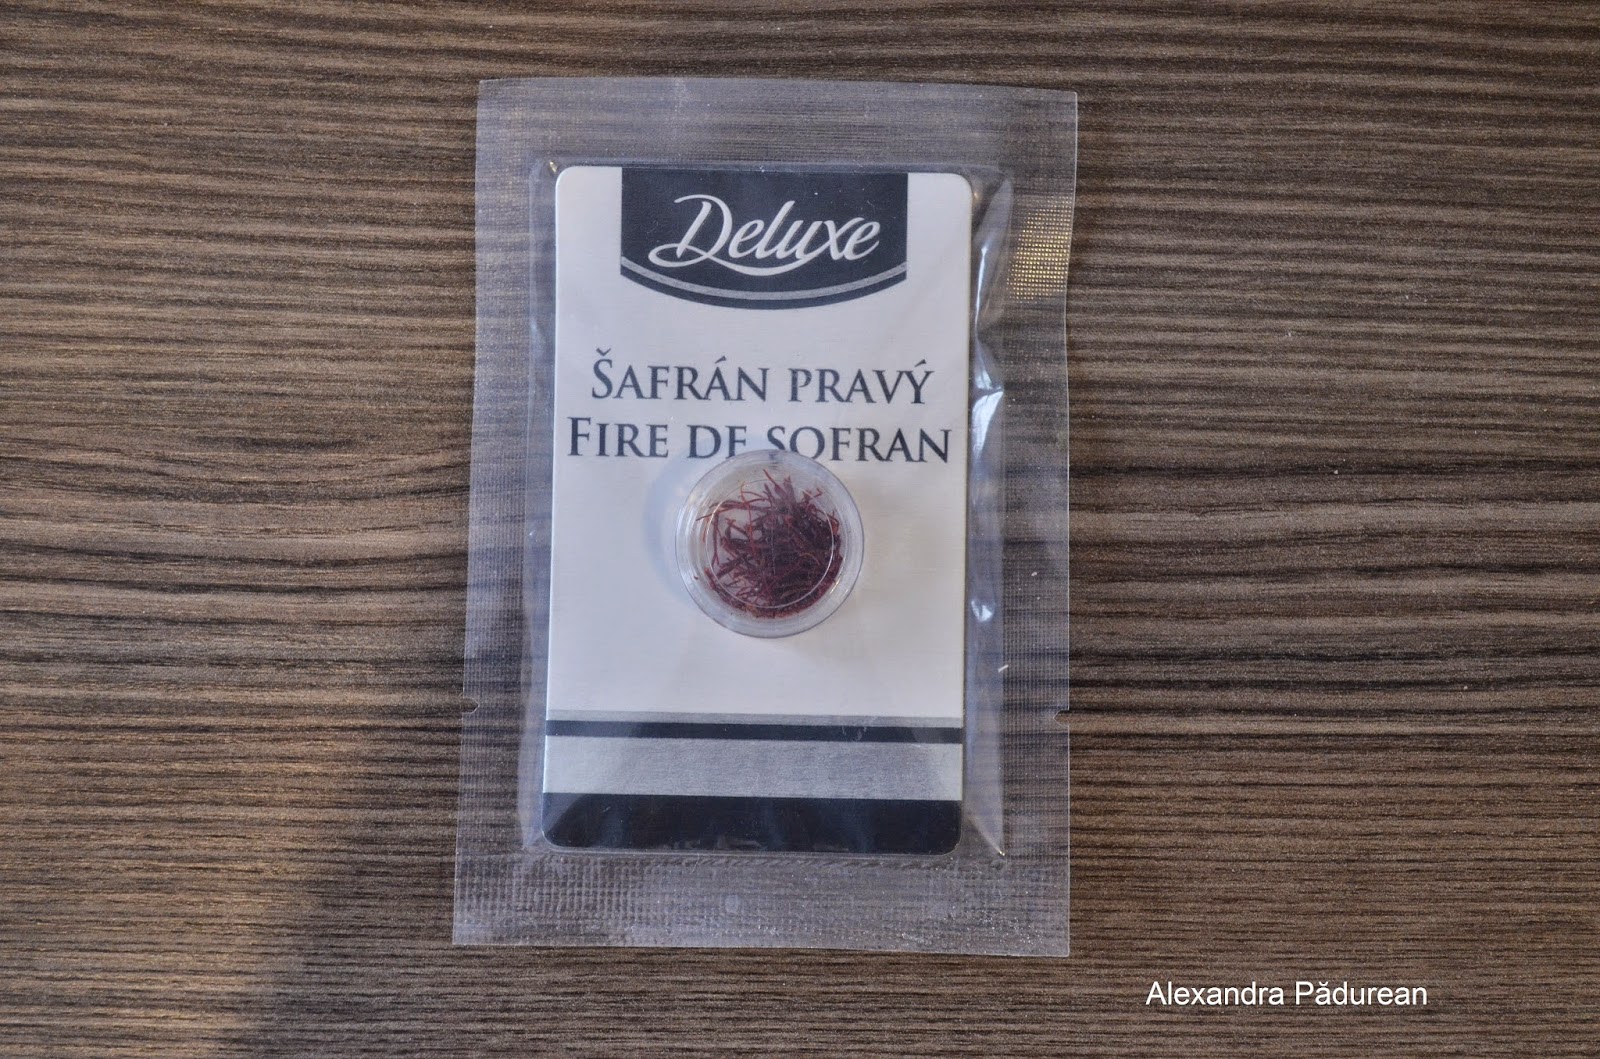 Deluxe
ŠAFRÁN PRAVÝ
FIRE DE SOFRAN
Alexandra Pădurean